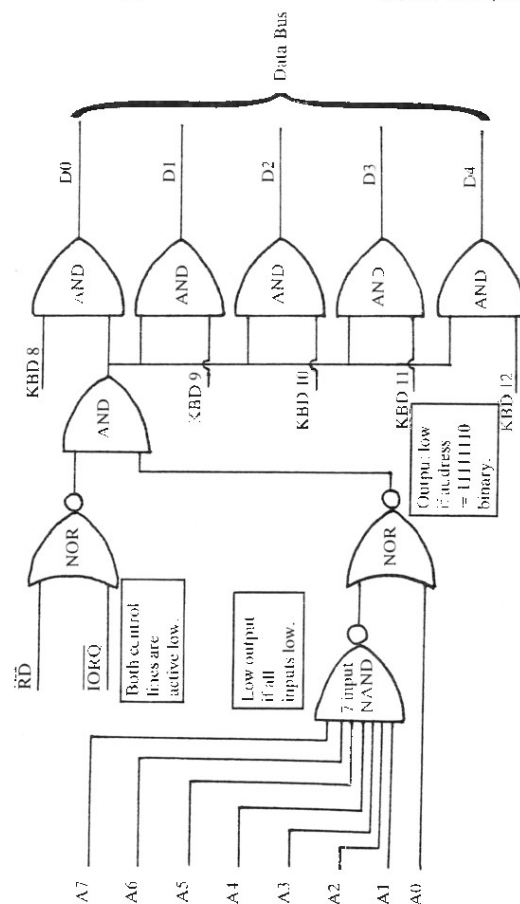 D0
D1
D2
D3
D4
Data Bus
AND
AND
AND
AND
AND
KBD 8
KBD 9
KBD 10
KBD 11
KBD 12
AND
NOR
NOR
RD
IORQ
Both control
lines are
active low.
Low output
if all
inputs low.
Output low
if address
= 11111110
binary.
7 input
NAND
A7
A6
A5
A4
A3
A2
A1
A0